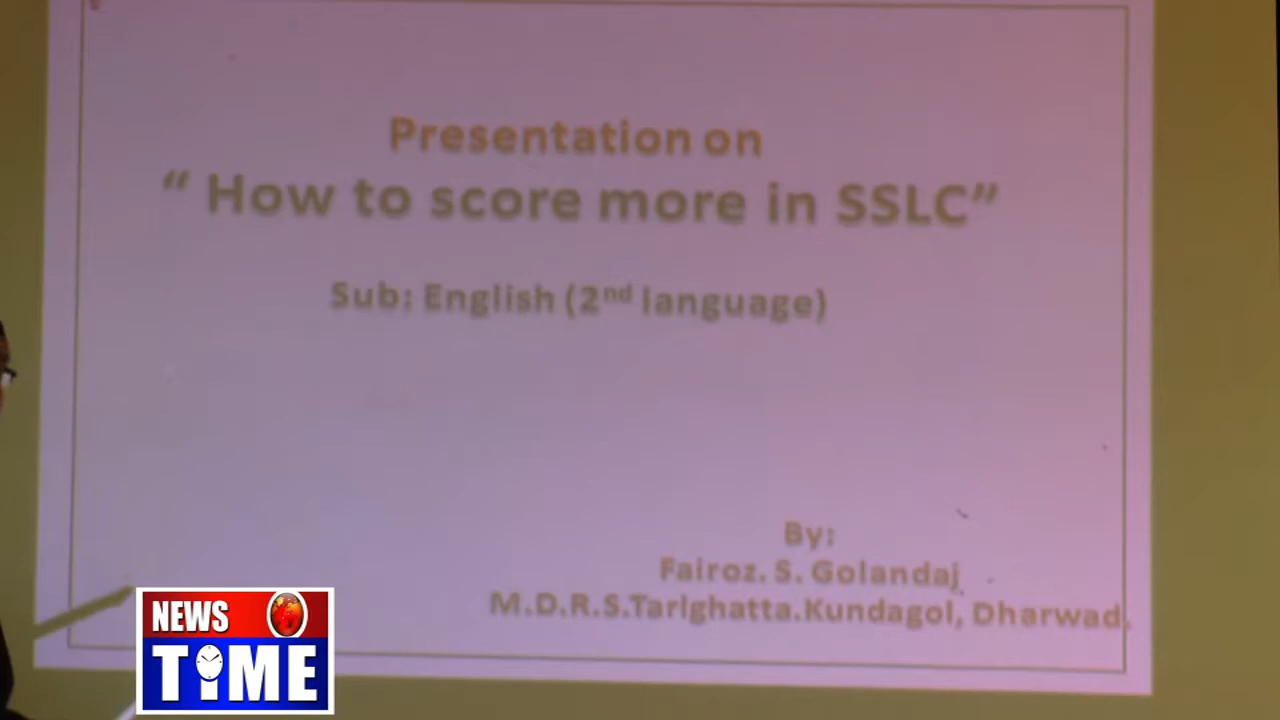 Presentation on
“ How to score more in SSLC”
Sub; English (2nd language)
By;
Fairoz. S. Golandaj
M.D.R.S.Tarlghatta.Kundagol, Dharwad.
NEWS
TIME